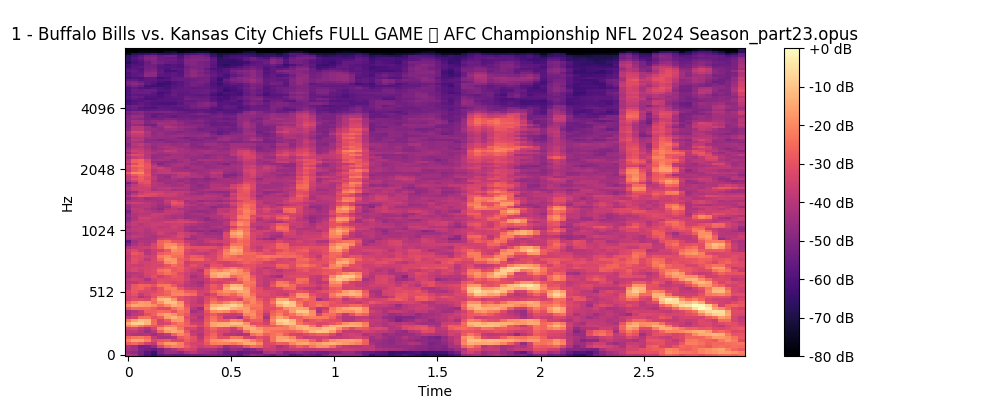 1 - Buffalo Bills vs. Kansas City Chiefs FULL GAME ▯ AFC Championship NFL 2024 Season_part23.opus
+0 dB
-10 dB
-20 dB
-30 dB
-40 dB
-50 dB
-60 dB
-70 dB
-80 dB
4096
2048
1024
512
0
Hz
0
0.5
1
1.5
2
2.5
Time